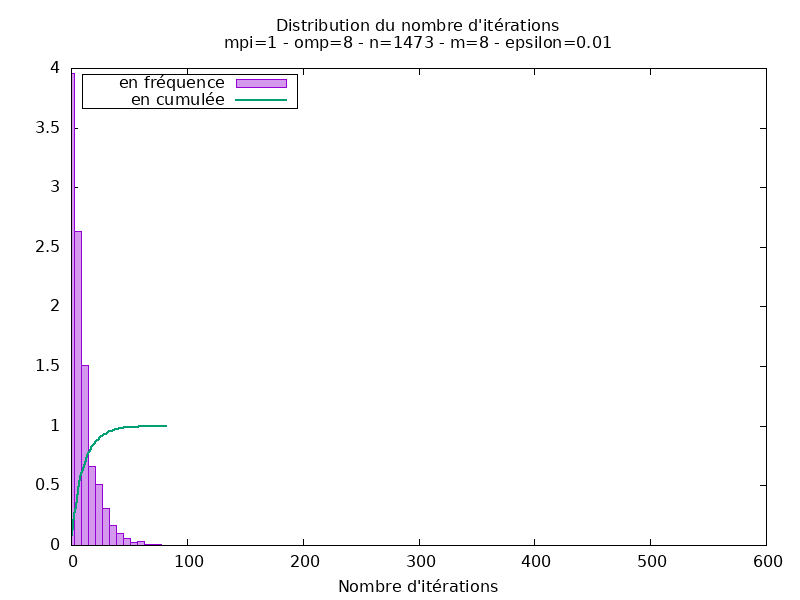 Distribution du nombre d'itérations
mpi=1 - omp=8 - n=1473 - m=8 - epsilon=0.01
4
en fréquence
en cumulée
3.5
3
2.5
2
1.5
1
0.5
0
0 100 200 300 400 500 600
Nombre d'itérations